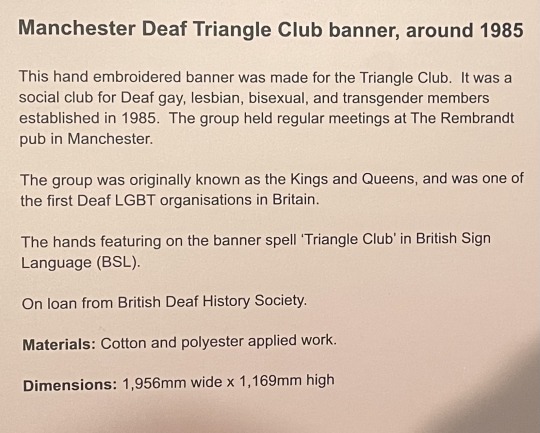 Manchester Deaf Triangle Club banner, around 1985
This hand embroidered banner was made for the Triangle Club.  It was a
social club for Deaf gay, lesbian, bisexual, and transgender members
established in 1985.  The group held regular meetings at The Rembrandt
pub in Manchester.
The group was originally known as the Kings and Queens, and was one of
the first Deaf LGBT organisations in Britain.
The hands featuring on the banner spell ‘Triangle Club’ in British Sign
Language (BSL).
On loan from British Deaf History Society.
Materials: Cotton and polyester applied work.
Dimensions: 1,956mm wide x 1,169mm high